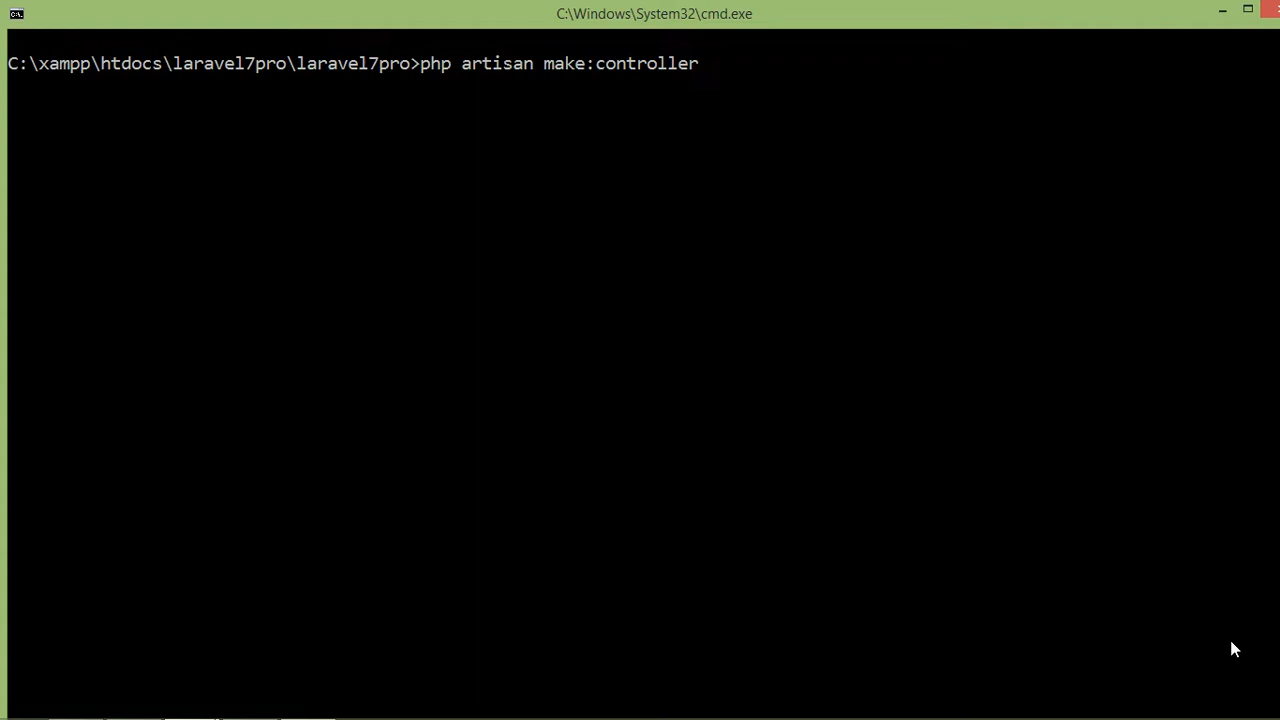 C:\Windows\System32\cmd.exe
C:\xampp\htdocs\laravel7pro\laravel7pro>php artisan make:controller